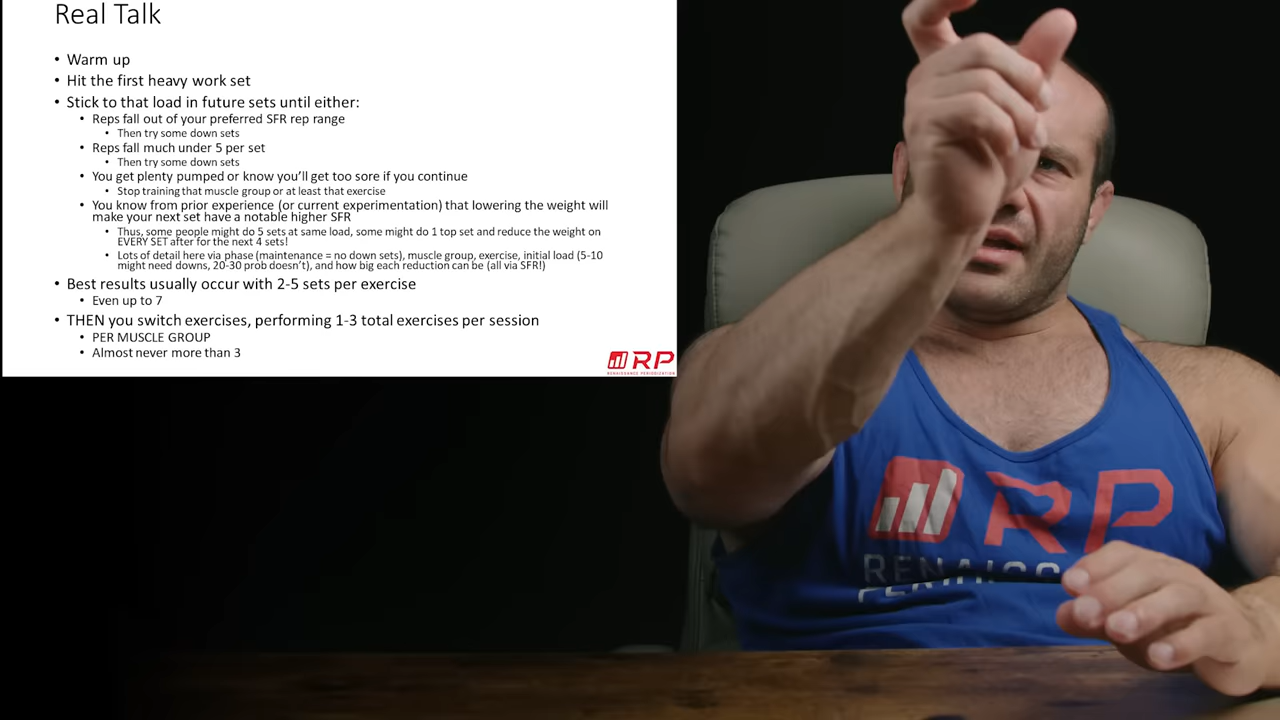 Real Talk
• Warm up
• Hit the first heavy work set
• Stick to that load in future sets until either:
• Reps fall out of your preferred SFR rep range
• Then try some down sets
• Reps fall much under 5 per set
• Then try some down sets
• You get plenty pumped or know you'll get too sore if you continue
• Stop training that muscle group or at least that exercise
• You know from prior experience (or current experimentation) that lowering the weight will
make your next set have a notable higher SFR
• Thus, some people might do 5 sets at same load, some might do 1 top set and reduce the weight on
EVERY SET after for the next 4 sets!
• Lots of detail here via phase (maintenance = no down sets), muscle group, exercise, initial load (5-10
might need downs, 20-30 prob doesn't), and how big each reduction can be (all via SFR!)
• Best results usually occur with 2-5 sets per exercise
• Even up to 7
• THEN you switch exercises, performing 1-3 total exercises per session
• PER MUSCLE GROUP
• Almost never more than 3
RP
RENAISSANCE PERIODIZATION
RP